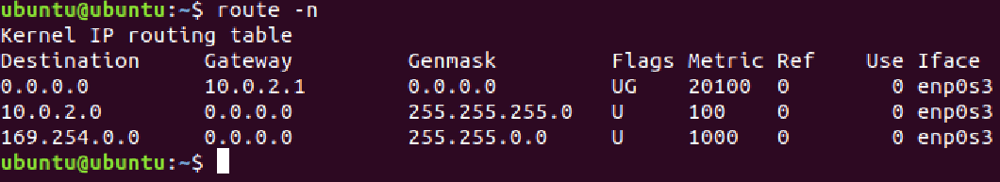 ubuntu@ubuntu:~$ route -n
Kernel IP routing table
Destination     Gateway         Genmask         Flags Metric Ref    Use Iface
0.0.0.0         10.0.2.1        0.0.0.0         UG    20100  0        0 enp0s3
10.0.2.0        0.0.0.0         255.255.255.0   U     100    0        0 enp0s3
169.254.0.0     0.0.0.0         255.255.0.0     U     1000   0        0 enp0s3
ubuntu@ubuntu:~$